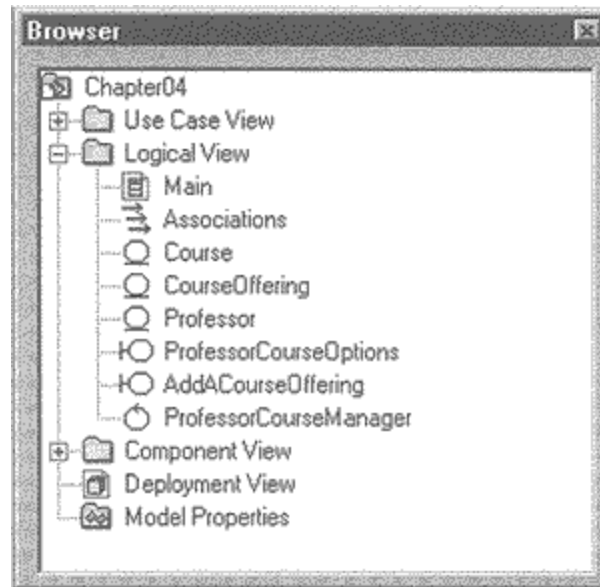 Browser
Chapter04
Use Case View
Logical View
Main
Associations
Course
CourseOffering
Professor
ProfessorCourseOptions
AddACourseOffering
ProfessorCourseManager
Component View
Deployment View
Model Properties